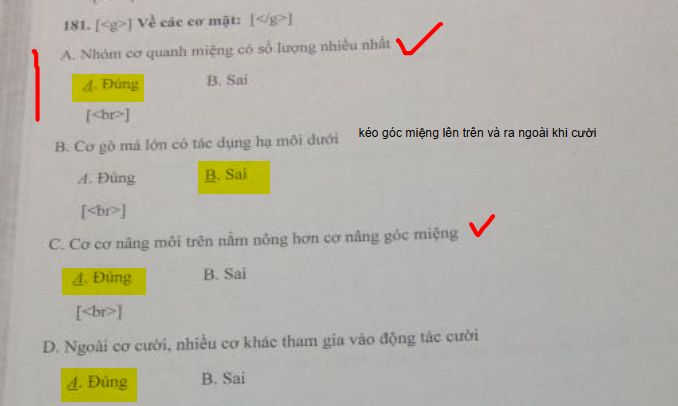 181. [<g>] Về các cơ mặt: [</g>]
A. Nhóm cơ quanh miệng có số lượng nhiều nhất
A. Đúng B. Sai
[<br>]
B. Cơ gò má lớn có tác dụng hạ môi dưới kéo góc miệng lên trên và ra ngoài khi cười
A. Đúng B. Sai
[<br>]
C. Cơ cơ nâng môi trên nằm nông hơn cơ nâng góc miệng
A. Đúng B. Sai
[<br>]
D. Ngoài cơ cười, nhiều cơ khác tham gia vào động tác cười
A. Đúng B. Sai